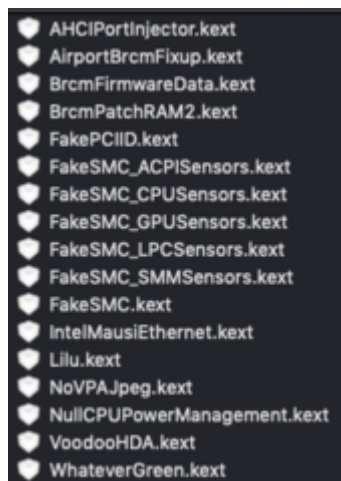 AHCIPortInjector.kext
AirportBrcmFixup.kext
BrcmFirmwareData.kext
BrcmPatchRAM2.kext
FakePCIID.kext
FakeSMC_ACPISensors.kext
FakeSMC_CPUSensors.kext
FakeSMC_GPUSensors.kext
FakeSMC_LPCSensors.kext
FakeSMC_SMMSensors.kext
FakeSMC.kext
IntelMausiEthernet.kext
Lilu.kext
NoVPAJpeg.kext
NullCPUPowerManagement.kext
VoodooHDA.kext
WhateverGreen.kext